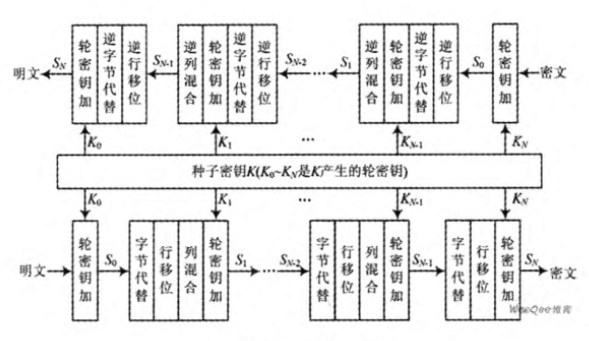 明文 S_N 轮密钥加 逆字节代替 逆行移位 S_{N-1} 逆列混合 轮密钥加 逆字节代替 逆行移位 S_{N-2} ... S_1 逆列混合 轮密钥加 逆字节代替 逆行移位 S_0 轮密钥加 密文
K_0 K_1 ... K_{N-1} K_N
种子密钥K(K_0~K_N是K产生的轮密钥)
K_0 K_1 ... K_{N-1} K_N
明文 轮密钥加 S_0 字节代替 行移位 列混合 轮密钥加 S_1 ... S_{N-2} 字节代替 行移位 列混合 轮密钥加 S_{N-1} 字节代替 行移位 轮密钥加 S_N 密文